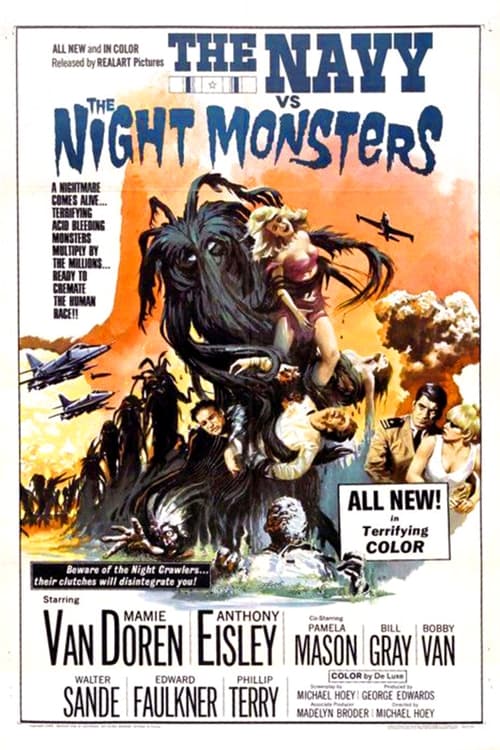 ALL NEW and IN COLOR
Released by REALART Pictures
THE NAVY
VS
THE
NIGHT MONSTERS
A NIGHTMARE
COMES ALIVE...
TERRIFYING
ACID BLEEDING
MONSTERS
MULTIPLY BY
THE MILLIONS...
READY TO
CREMATE
THE HUMAN
RACE!!
ALL NEW!
in
Terrifying
COLOR
Beware of the Night Crawlers...
their clutches will disintegrate you!
Starring
MAMIE
VAN DOREN
ANTHONY
EISLEY
Co-Starring
PAMELA
MASON
BILL
GRAY
BOBBY
VAN
WALTER
SANDE
EDWARD
FAULKNER
PHILLIP
TERRY
COLOR by De Luxe
Screenplay by
MICHAEL HOEY
Produced by
GEORGE EDWARDS
Associate Producer
MADELYN BRODER
Directed by
MICHAEL HOEY